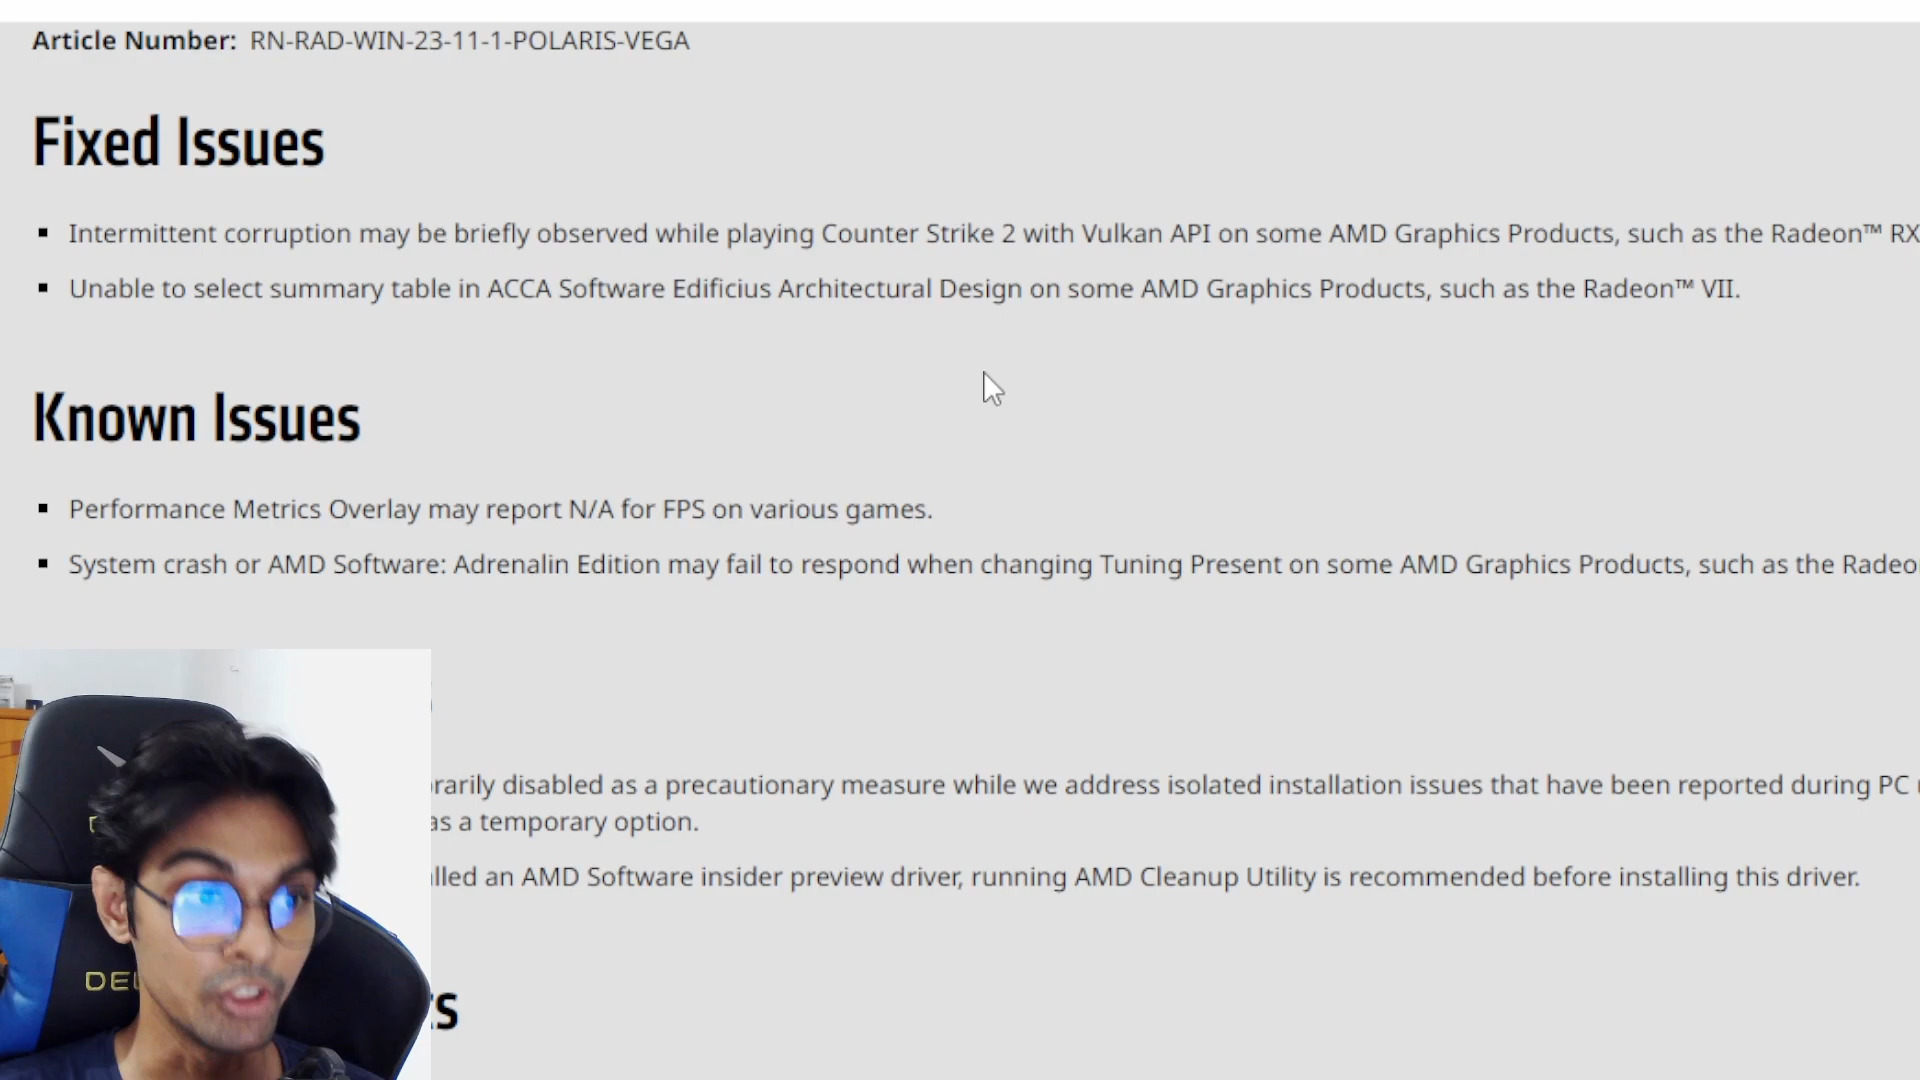 Article Number: RN-RAD-WIN-23-11-1-POLARIS-VEGA
Fixed Issues
▪ Intermittent corruption may be briefly observed while playing Counter Strike 2 with Vulkan API on some AMD Graphics Products, such as the Radeon™ RX
▪ Unable to select summary table in ACCA Software Edificius Architectural Design on some AMD Graphics Products, such as the Radeon™ VII.
Known Issues
▪ Performance Metrics Overlay may report N/A for FPS on various games.
▪ System crash or AMD Software: Adrenalin Edition may fail to respond when changing Tuning Present on some AMD Graphics Products, such as the Radeo
rarily disabled as a precautionary measure while we address isolated installation issues that have been reported during PC
as a temporary option.
lled an AMD Software insider preview driver, running AMD Cleanup Utility is recommended before installing this driver.